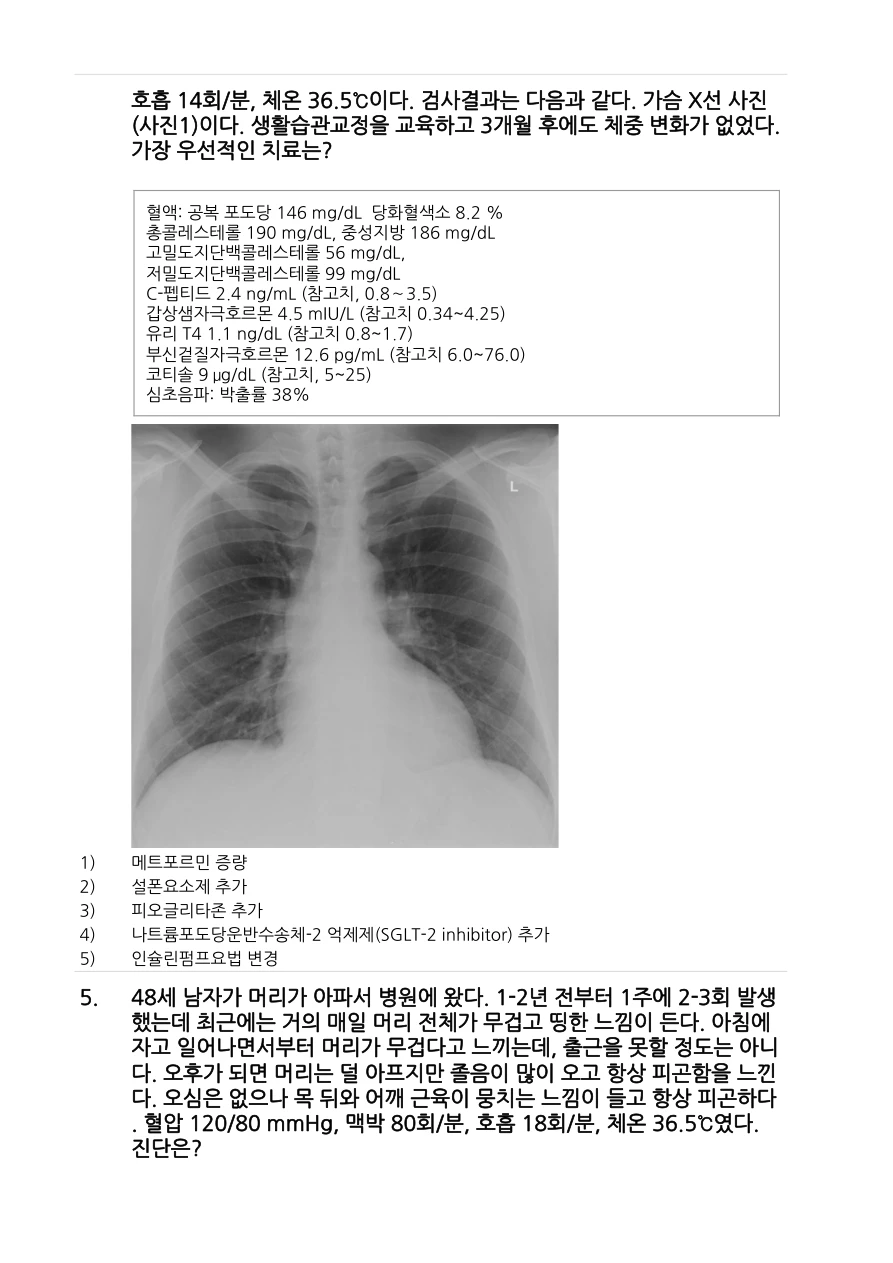 호흡 14회/분, 체온 36.5℃이다. 검사결과는 다음과 같다. 가슴 X선 사진
(사진1)이다. 생활습관교정을 교육하고 3개월 후에도 체중 변화가 없었다.
가장 우선적인 치료는?
혈액: 공복 포도당 146 mg/dL 당화혈색소 8.2 %
총콜레스테롤 190 mg/dL, 중성지방 186 mg/dL
고밀도지단백콜레스테롤 56 mg/dL,
저밀도지단백콜레스테롤 99 mg/dL
C-펩티드 2.4 ng/mL (참고치, 0.8∼3.5)
갑상샘자극호르몬 4.5 mIU/L (참고치 0.34~4.25)
유리 T4 1.1 ng/dL (참고치 0.8~1.7)
부신겉질자극호르몬 12.6 pg/mL (참고치 6.0~76.0)
코티솔 9 μg/dL (참고치, 5~25)
심초음파: 박출률 38%
L
1) 메트포르민 증량
2) 설폰요소제 추가
3) 피오글리타존 추가
4) 나트륨포도당운반수송체-2 억제제(SGLT-2 inhibitor) 추가
5) 인슐린펌프요법 변경
5. 48세 남자가 머리가 아파서 병원에 왔다. 1-2년 전부터 1주에 2-3회 발생
했는데 최근에는 거의 매일 머리 전체가 무겁고 띵한 느낌이 든다. 아침에
자고 일어나면서부터 머리가 무겁다고 느끼는데, 출근을 못할 정도는 아니
다. 오후가 되면 머리는 덜 아프지만 졸음이 많이 오고 항상 피곤함을 느낀
다. 오심은 없으나 목 뒤와 어깨 근육이 뭉치는 느낌이 들고 항상 피곤하다
. 혈압 120/80 mmHg, 맥박 80회/분, 호흡 18회/분, 체온 36.5℃였다.
진단은?